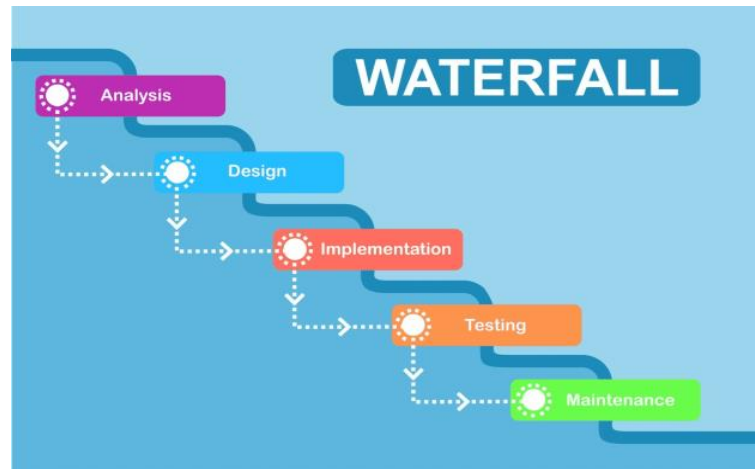 WATERFALL
Analysis
Design
Implementation
Testing
Maintenance